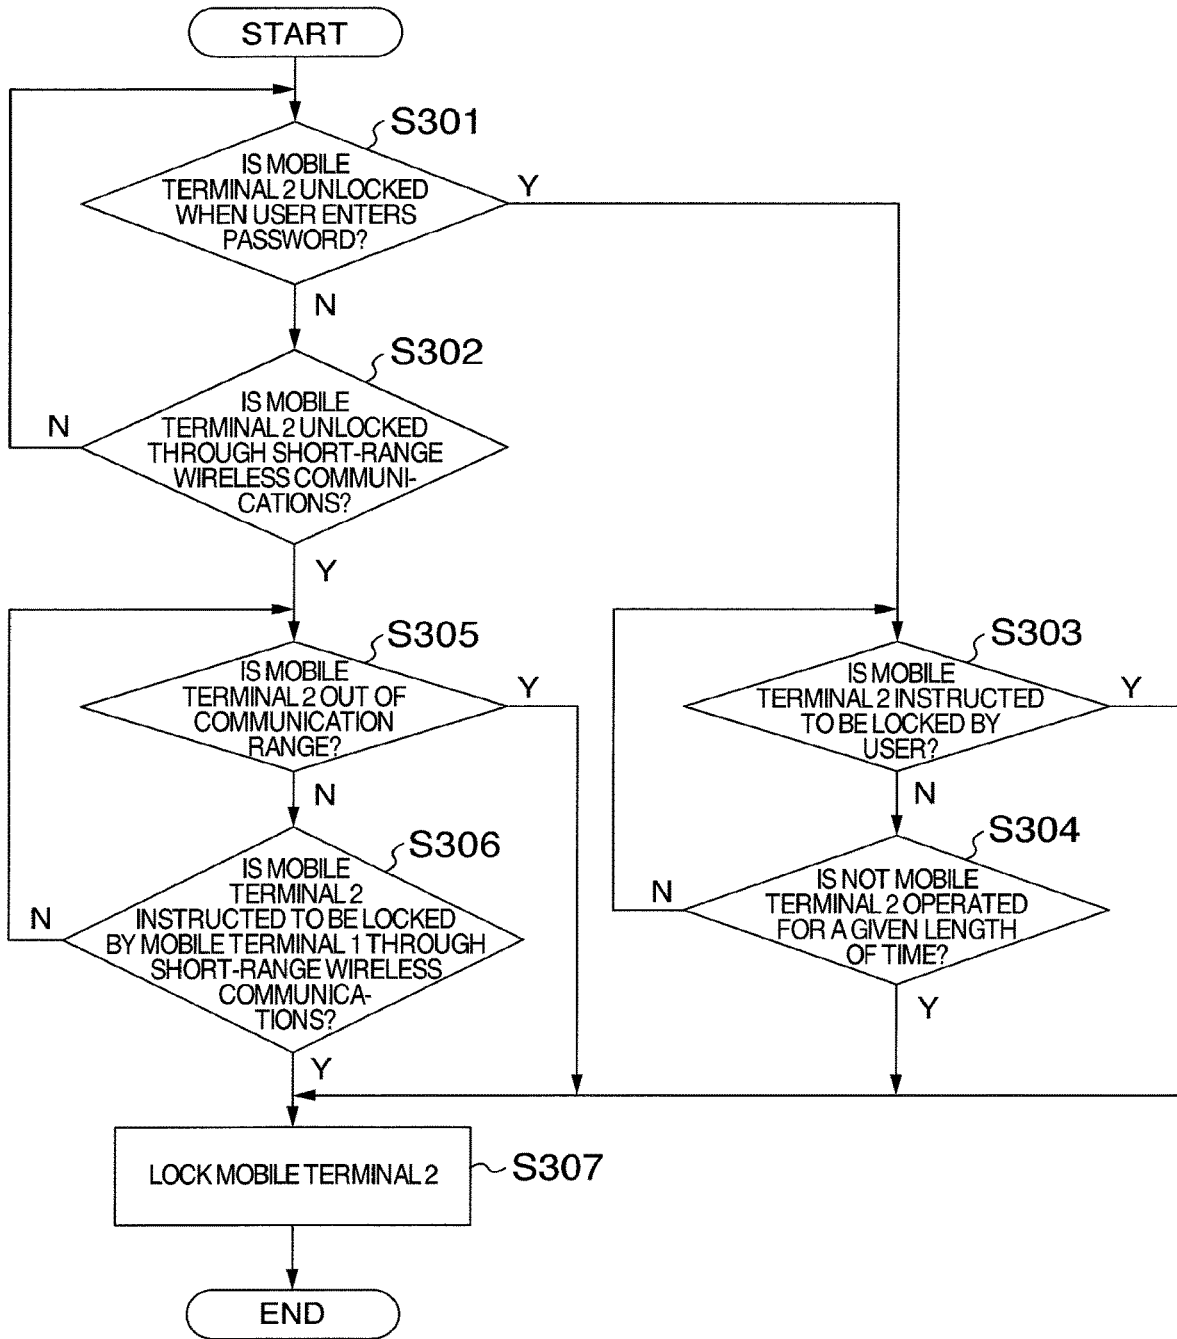 START
S301
IS MOBILE
TERMINAL 2 UNLOCKED
WHEN USER ENTERS
PASSWORD?
Y
N
S302
IS MOBILE
TERMINAL 2 UNLOCKED
THROUGH SHORT-RANGE
WIRELESS COMMUNI-
CATIONS?
N
Y
S305
IS MOBILE
TERMINAL 2 OUT OF
COMMUNICATION
RANGE?
Y
N
S303
IS MOBILE
TERMINAL 2 INSTRUCTED
TO BE LOCKED BY
USER?
Y
N
S306
IS MOBILE
TERMINAL 2
INSTRUCTED TO BE LOCKED
BY MOBILE TERMINAL 1 THROUGH
SHORT-RANGE WIRELESS
COMMUNICA-
TIONS?
N
Y
S304
IS NOT MOBILE
TERMINAL 2 OPERATED
FOR A GIVEN LENGTH
OF TIME?
N
Y
LOCK MOBILE TERMINAL 2
S307
END